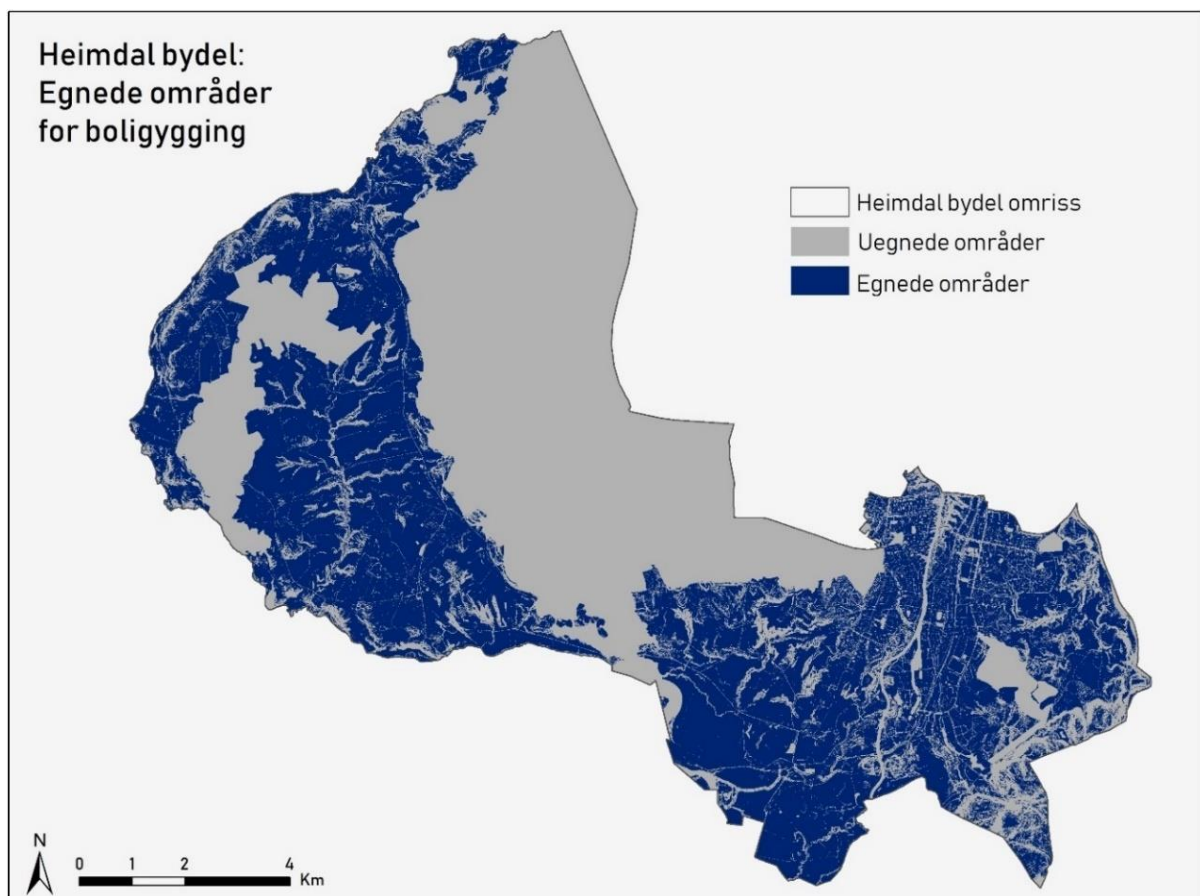 Heimdal bydel:
Egnede områder
for boligygging
Heimdal bydel omriss
Uegnede områder
Egnede områder
N
0 1 2 4
Km